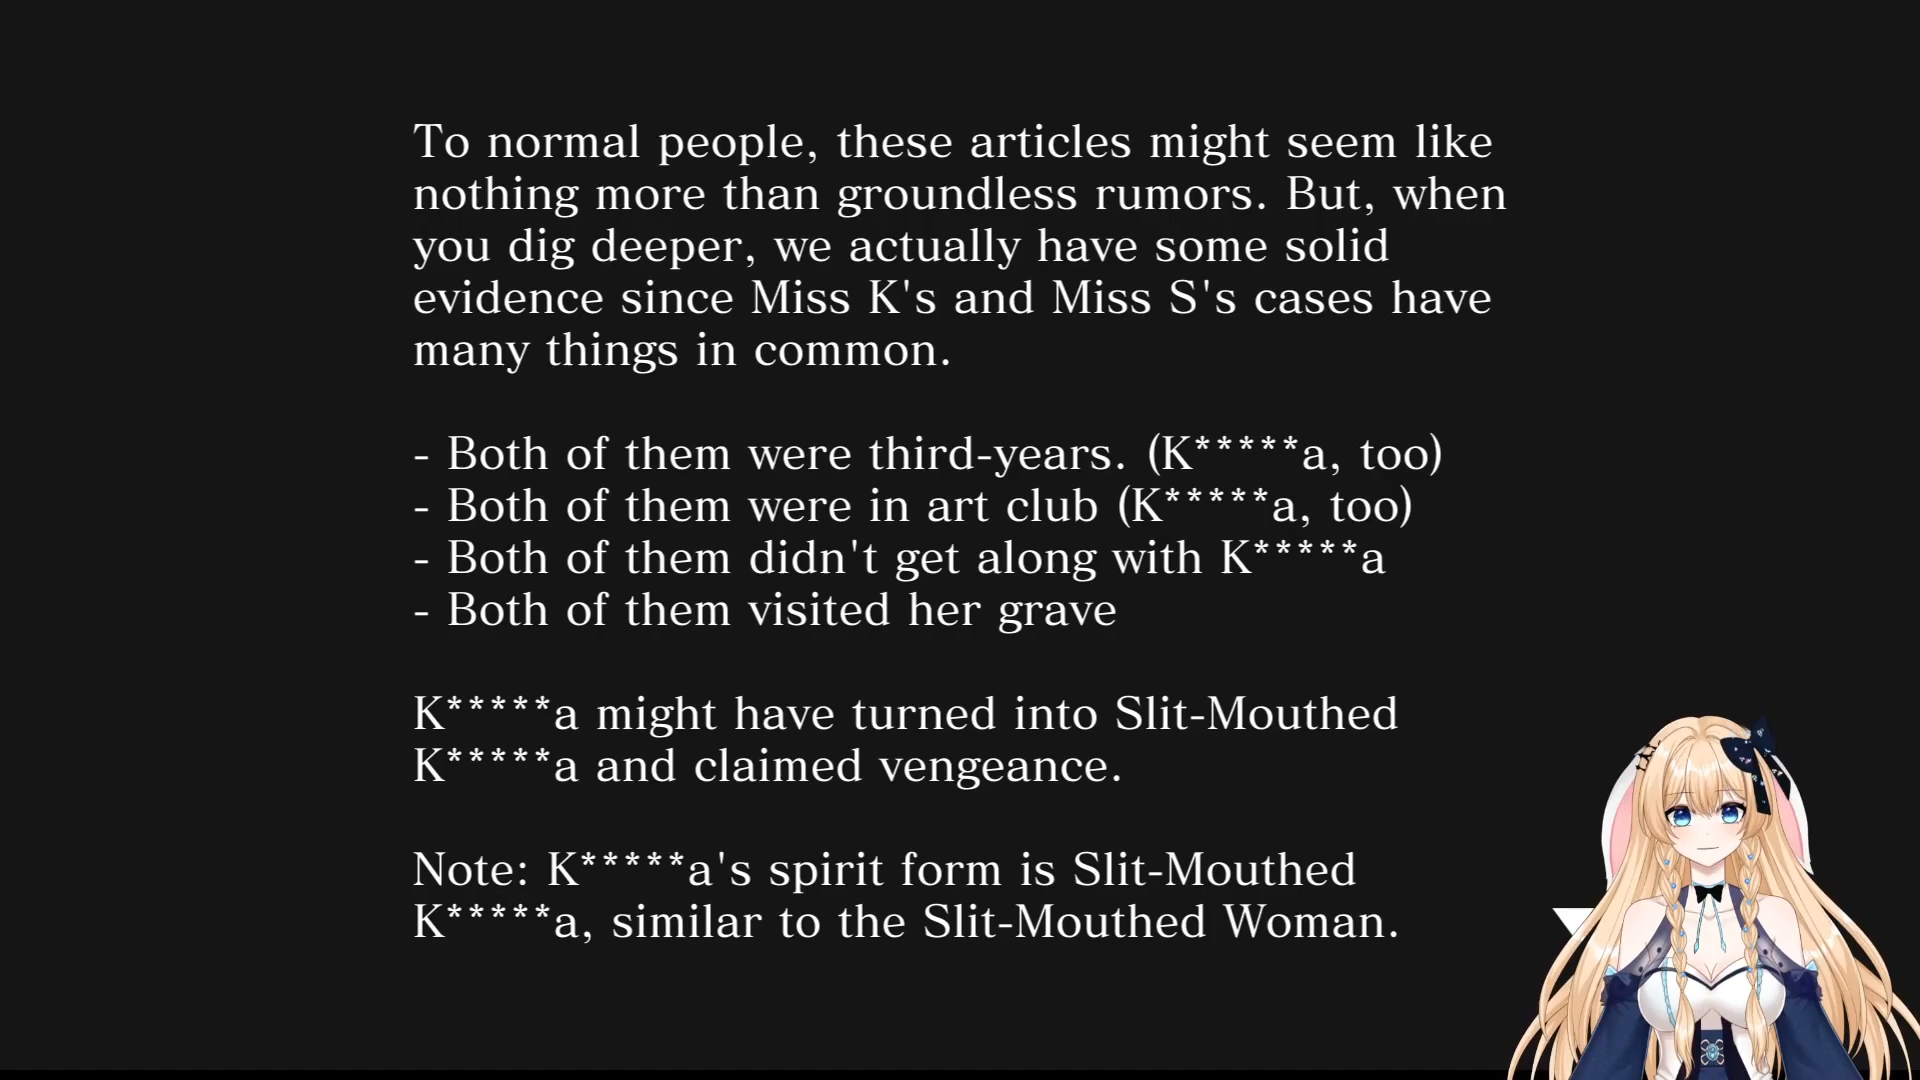 To normal people, these articles might seem like
nothing more than groundless rumors. But, when
you dig deeper, we actually have some solid
evidence since Miss K's and Miss S's cases have
many things in common.
- Both of them were third-years. (K*****a, too)
- Both of them were in art club (K*****a, too)
- Both of them didn't get along with K*****a
- Both of them visited her grave
K*****a might have turned into Slit-Mouthed
K*****a and claimed vengeance.
Note: K*****a's spirit form is Slit-Mouthed
K*****a, similar to the Slit-Mouthed Woman.